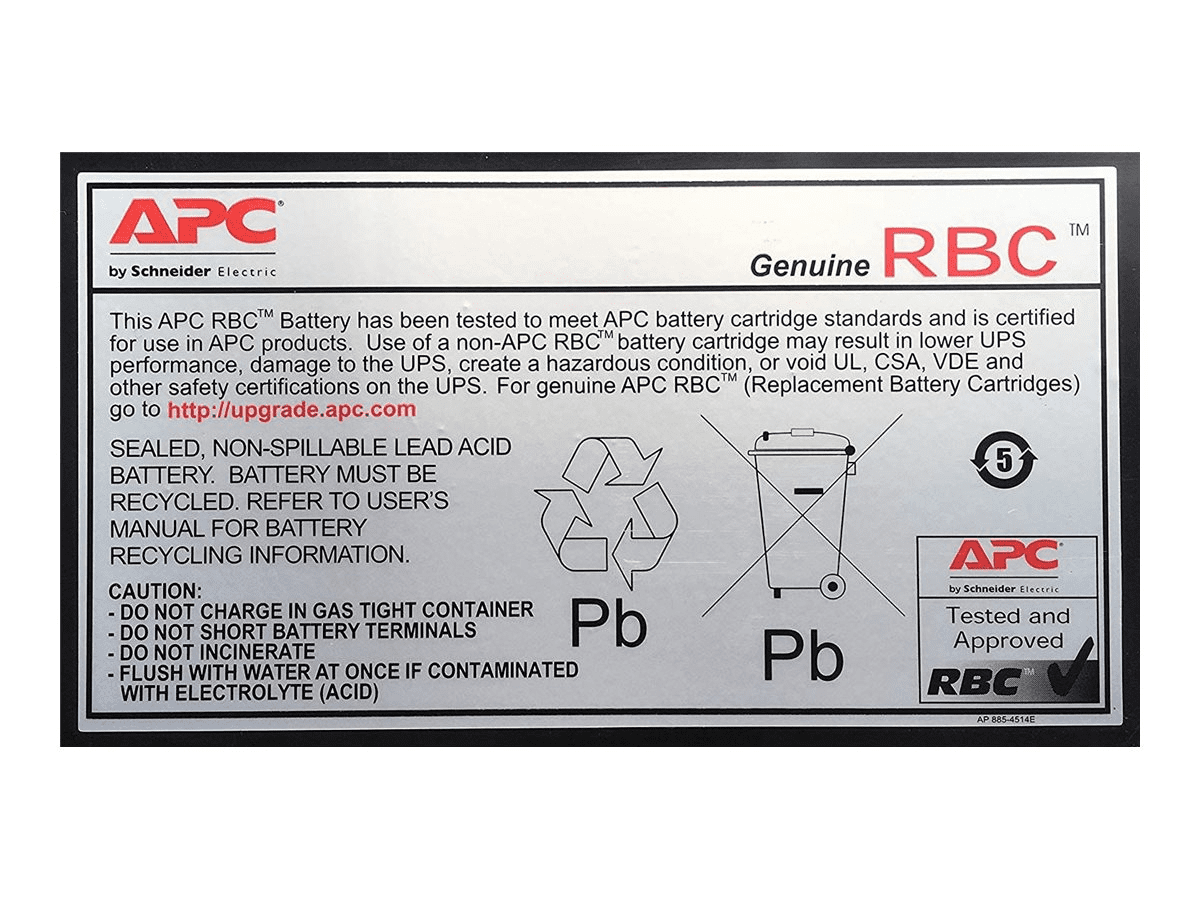 APC®
by Schneider Electric
Genuine RBC™
This APC RBC™ Battery has been tested to meet APC battery cartridge standards and is certified
for use in APC products. Use of a non-APC RBC™ battery cartridge may result in lower UPS
performance, damage to the UPS, create a hazardous condition, or void UL, CSA, VDE and
other safety certifications on the UPS. For genuine APC RBC™ (Replacement Battery Cartridges)
go to http://upgrade.apc.com
SEALED, NON-SPILLABLE LEAD ACID
BATTERY. BATTERY MUST BE
RECYCLED. REFER TO USER'S
MANUAL FOR BATTERY
RECYCLING INFORMATION.
CAUTION:
- DO NOT CHARGE IN GAS TIGHT CONTAINER
- DO NOT SHORT BATTERY TERMINALS
- DO NOT INCINERATE
- FLUSH WITH WATER AT ONCE IF CONTAMINATED
WITH ELECTROLYTE (ACID)
Pb
Pb
5
APC
by Schneider Electric
Tested and
Approved
RBC™
AP 885-4514E